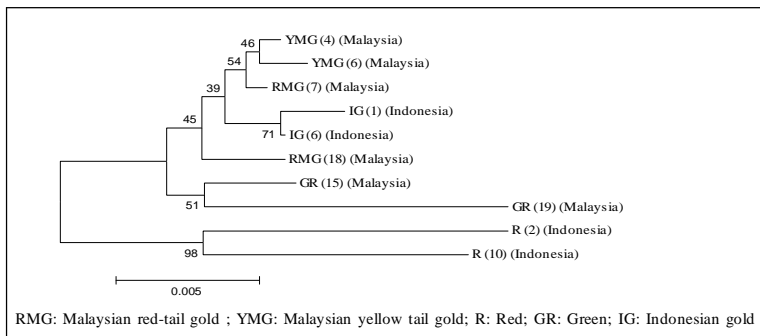 46
YMG (4) (Malaysia)
54
YMG (6) (Malaysia)
39
RMG (7) (Malaysia)
IG (1) (Indonesia)
45
71
IG (6) (Indonesia)
RMG (18) (Malaysia)
GR (15) (Malaysia)
51
GR (19) (Malaysia)
R (2) (Indonesia)
98
R (10) (Indonesia)
0.005
RMG: Malaysian red-tail gold ; YMG: Malaysian yellow tail gold; R: Red; GR: Green; IG: Indonesian gold